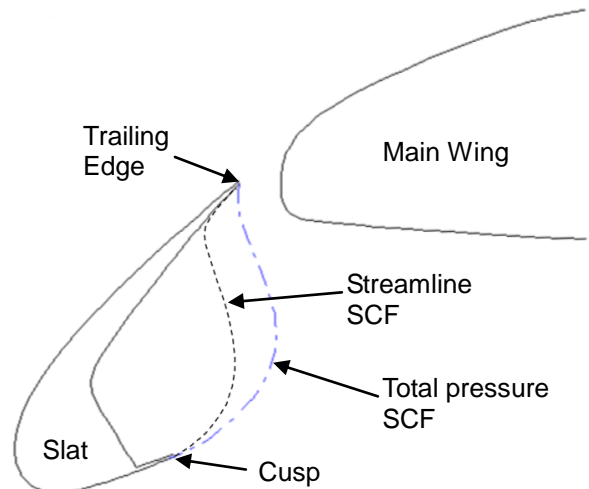 Trailing
Edge
Main Wing
Streamline
SCF
Total pressure
SCF
Slat
Cusp